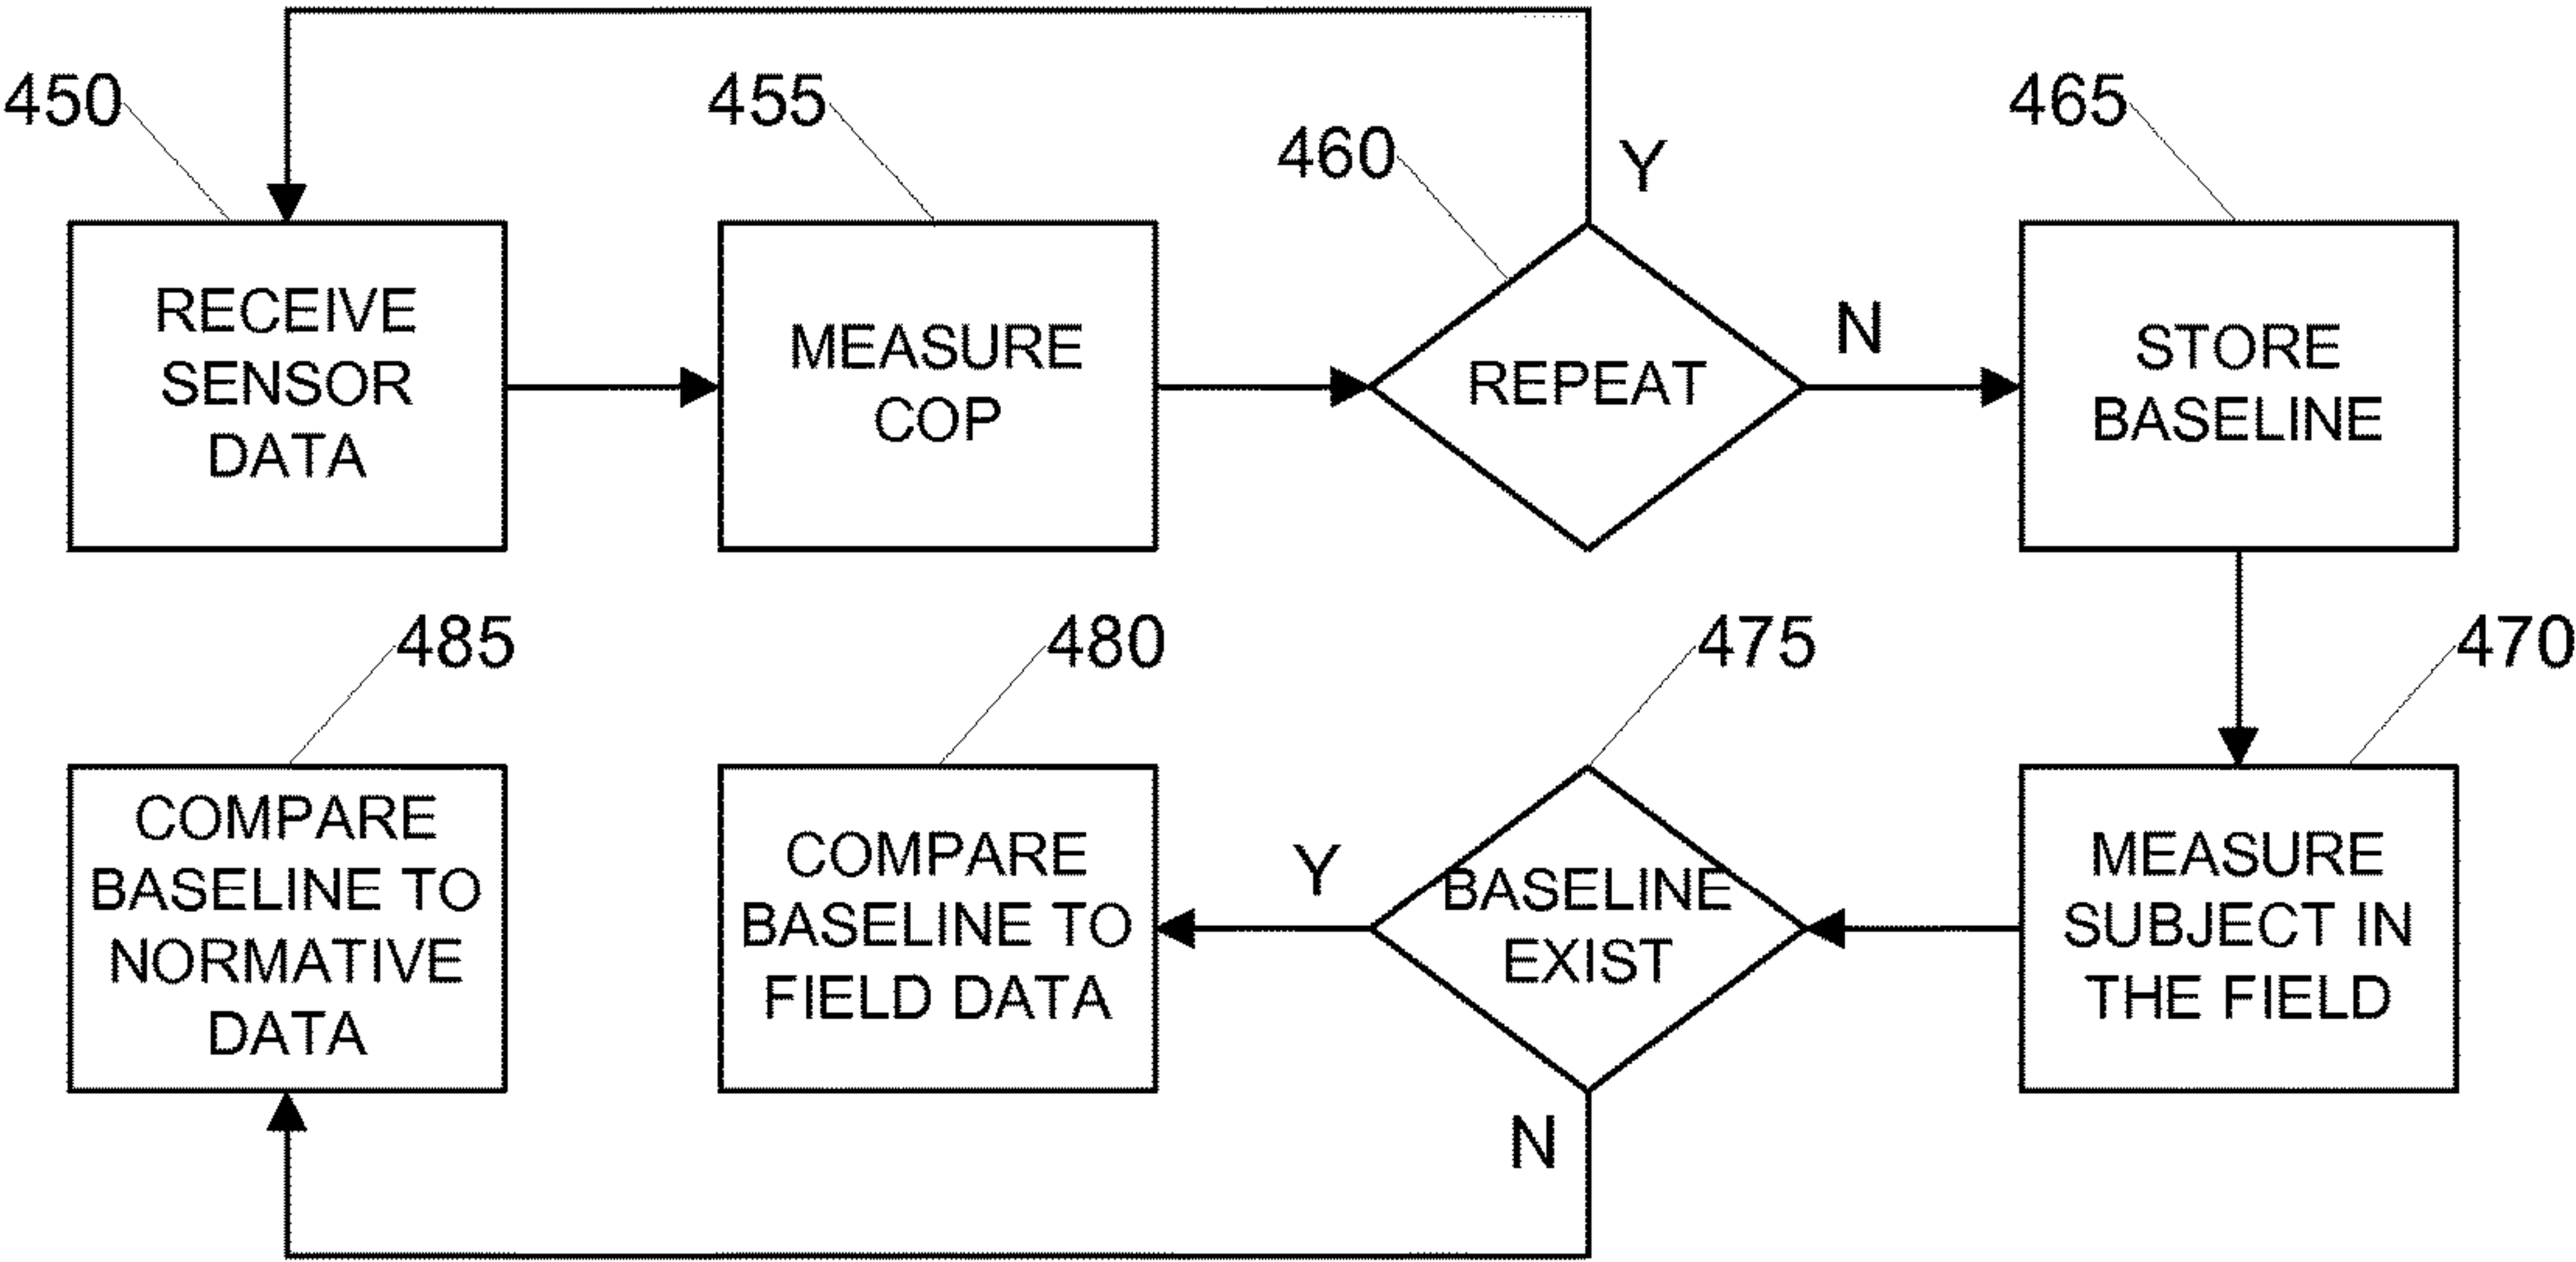 450
RECEIVE
SENSOR
DATA
455
MEASURE
COP
460
REPEAT
Y
N
465
STORE
BASELINE
470
MEASURE
SUBJECT IN
THE FIELD
475
BASELINE
EXIST
Y
N
480
COMPARE
BASELINE TO
FIELD DATA
485
COMPARE
BASELINE TO
NORMATIVE
DATA